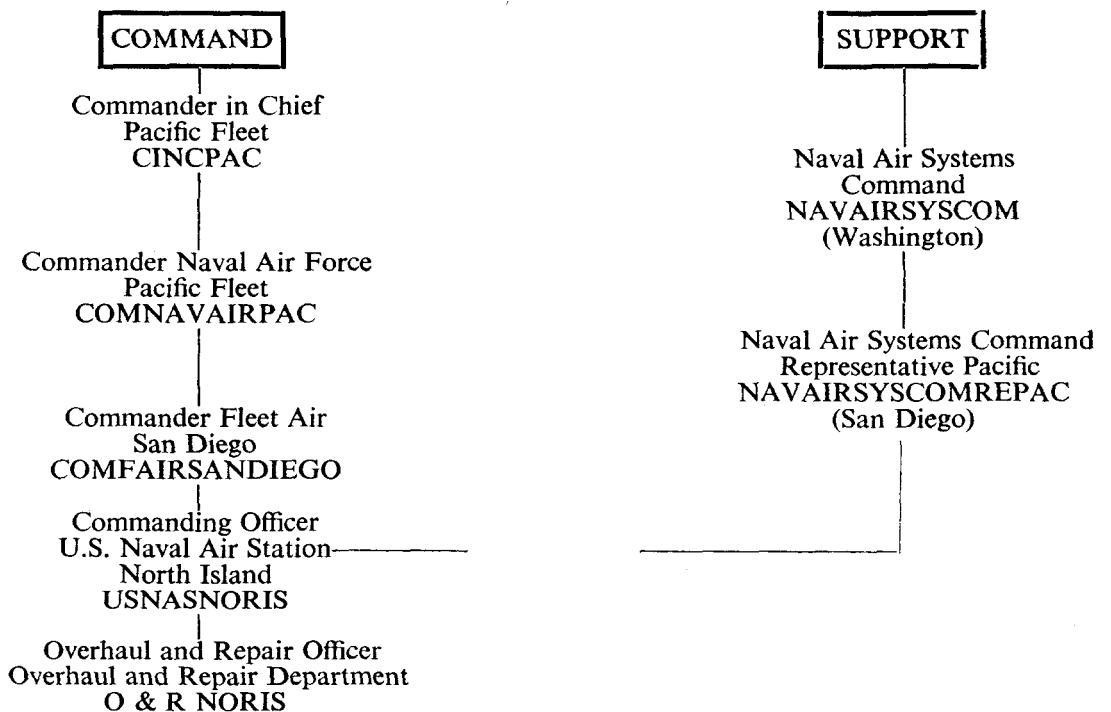 COMMAND
Commander in Chief
Pacific Fleet
CINCPAC
Commander Naval Air Force
Pacific Fleet
COMNAVAIRPAC
Commander Fleet Air
San Diego
COMFAIRSANDIEGO
Commanding Officer
U.S. Naval Air Station
North Island
USNASNORIS
Overhaul and Repair Officer
Overhaul and Repair Department
O & R NORIS
SUPPORT
Naval Air Systems
Command
NAVAIRSYSCOM
(Washington)
Naval Air Systems Command
Representative Pacific
NAVAIRSYSCOMREPAC
(San Diego)